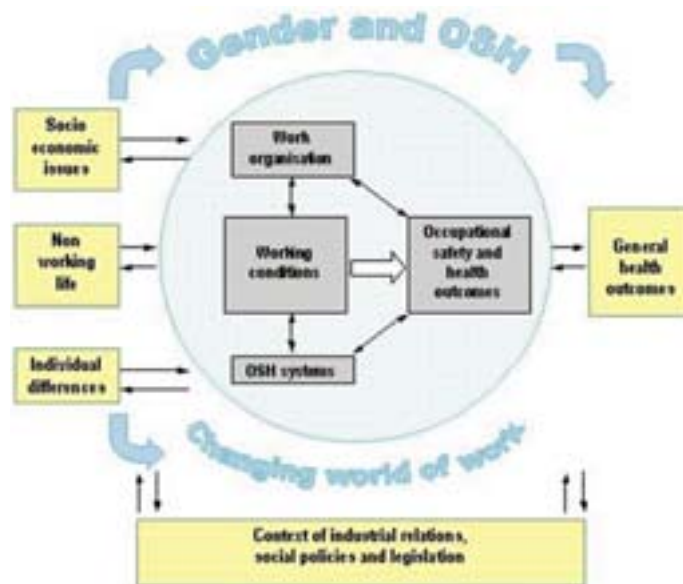 Gender and OSH
Socio
economic
issues
Work
organisation
Non
working
life
Working
conditions
Occupational
safety and
health
outcomes
General
health
outcomes
Individual
differences
OSH systems
Changing world of work
Context of industrial relations,
social policies and legislation